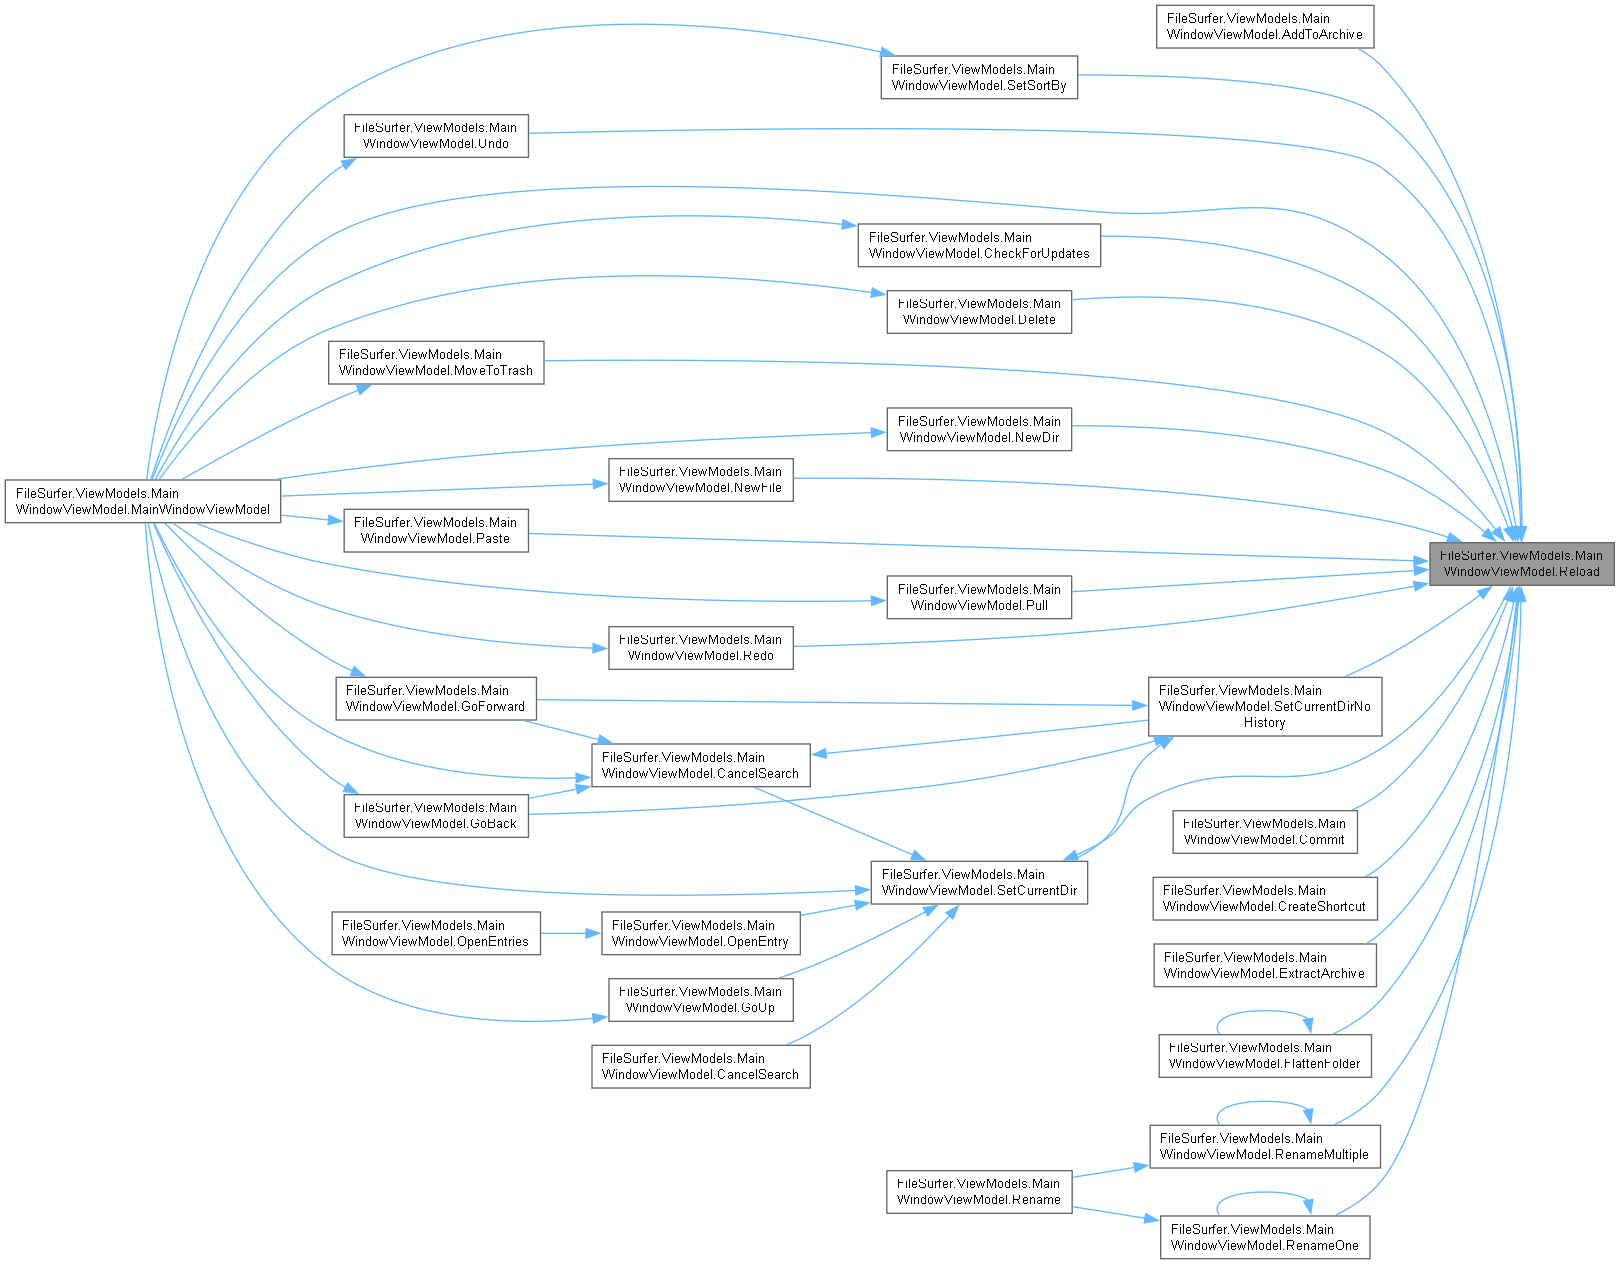 FileSurfer.ViewModels.Main
WindowViewModel.AddToArchive
FileSurfer.ViewModels.Main
WindowViewModel.SetSortBy
FileSurfer.ViewModels.Main
WindowViewModel.Undo
FileSurfer.ViewModels.Main
WindowViewModel.CheckForUpdates
FileSurfer.ViewModels.Main
WindowViewModel.Delete
FileSurfer.ViewModels.Main
WindowViewModel.MoveToTrash
FileSurfer.ViewModels.Main
WindowViewModel.NewDir
FileSurfer.ViewModels.Main
WindowViewModel.NewFile
FileSurfer.ViewModels.Main
WindowViewModel.MainWindowViewModel
FileSurfer.ViewModels.Main
WindowViewModel.Paste
FileSurfer.ViewModels.Main
WindowViewModel.Reload
FileSurfer.ViewModels.Main
WindowViewModel.Pull
FileSurfer.ViewModels.Main
WindowViewModel.Redo
FileSurfer.ViewModels.Main
WindowViewModel.GoForward
FileSurfer.ViewModels.Main
WindowViewModel.SetCurrentDirNo
History
FileSurfer.ViewModels.Main
WindowViewModel.CancelSearch
FileSurfer.ViewModels.Main
WindowViewModel.GoBack
FileSurfer.ViewModels.Main
WindowViewModel.Commit
FileSurfer.ViewModels.Main
WindowViewModel.SetCurrentDir
FileSurfer.ViewModels.Main
WindowViewModel.CreateShortcut
FileSurfer.ViewModels.Main
WindowViewModel.OpenEntries
FileSurfer.ViewModels.Main
WindowViewModel.OpenEntry
FileSurfer.ViewModels.Main
WindowViewModel.ExtractArchive
FileSurfer.ViewModels.Main
WindowViewModel.GoUp
FileSurfer.ViewModels.Main
WindowViewModel.FlattenFolder
FileSurfer.ViewModels.Main
WindowViewModel.CancelSearch
FileSurfer.ViewModels.Main
WindowViewModel.RenameMultiple
FileSurfer.ViewModels.Main
WindowViewModel.Rename
FileSurfer.ViewModels.Main
WindowViewModel.RenameOne